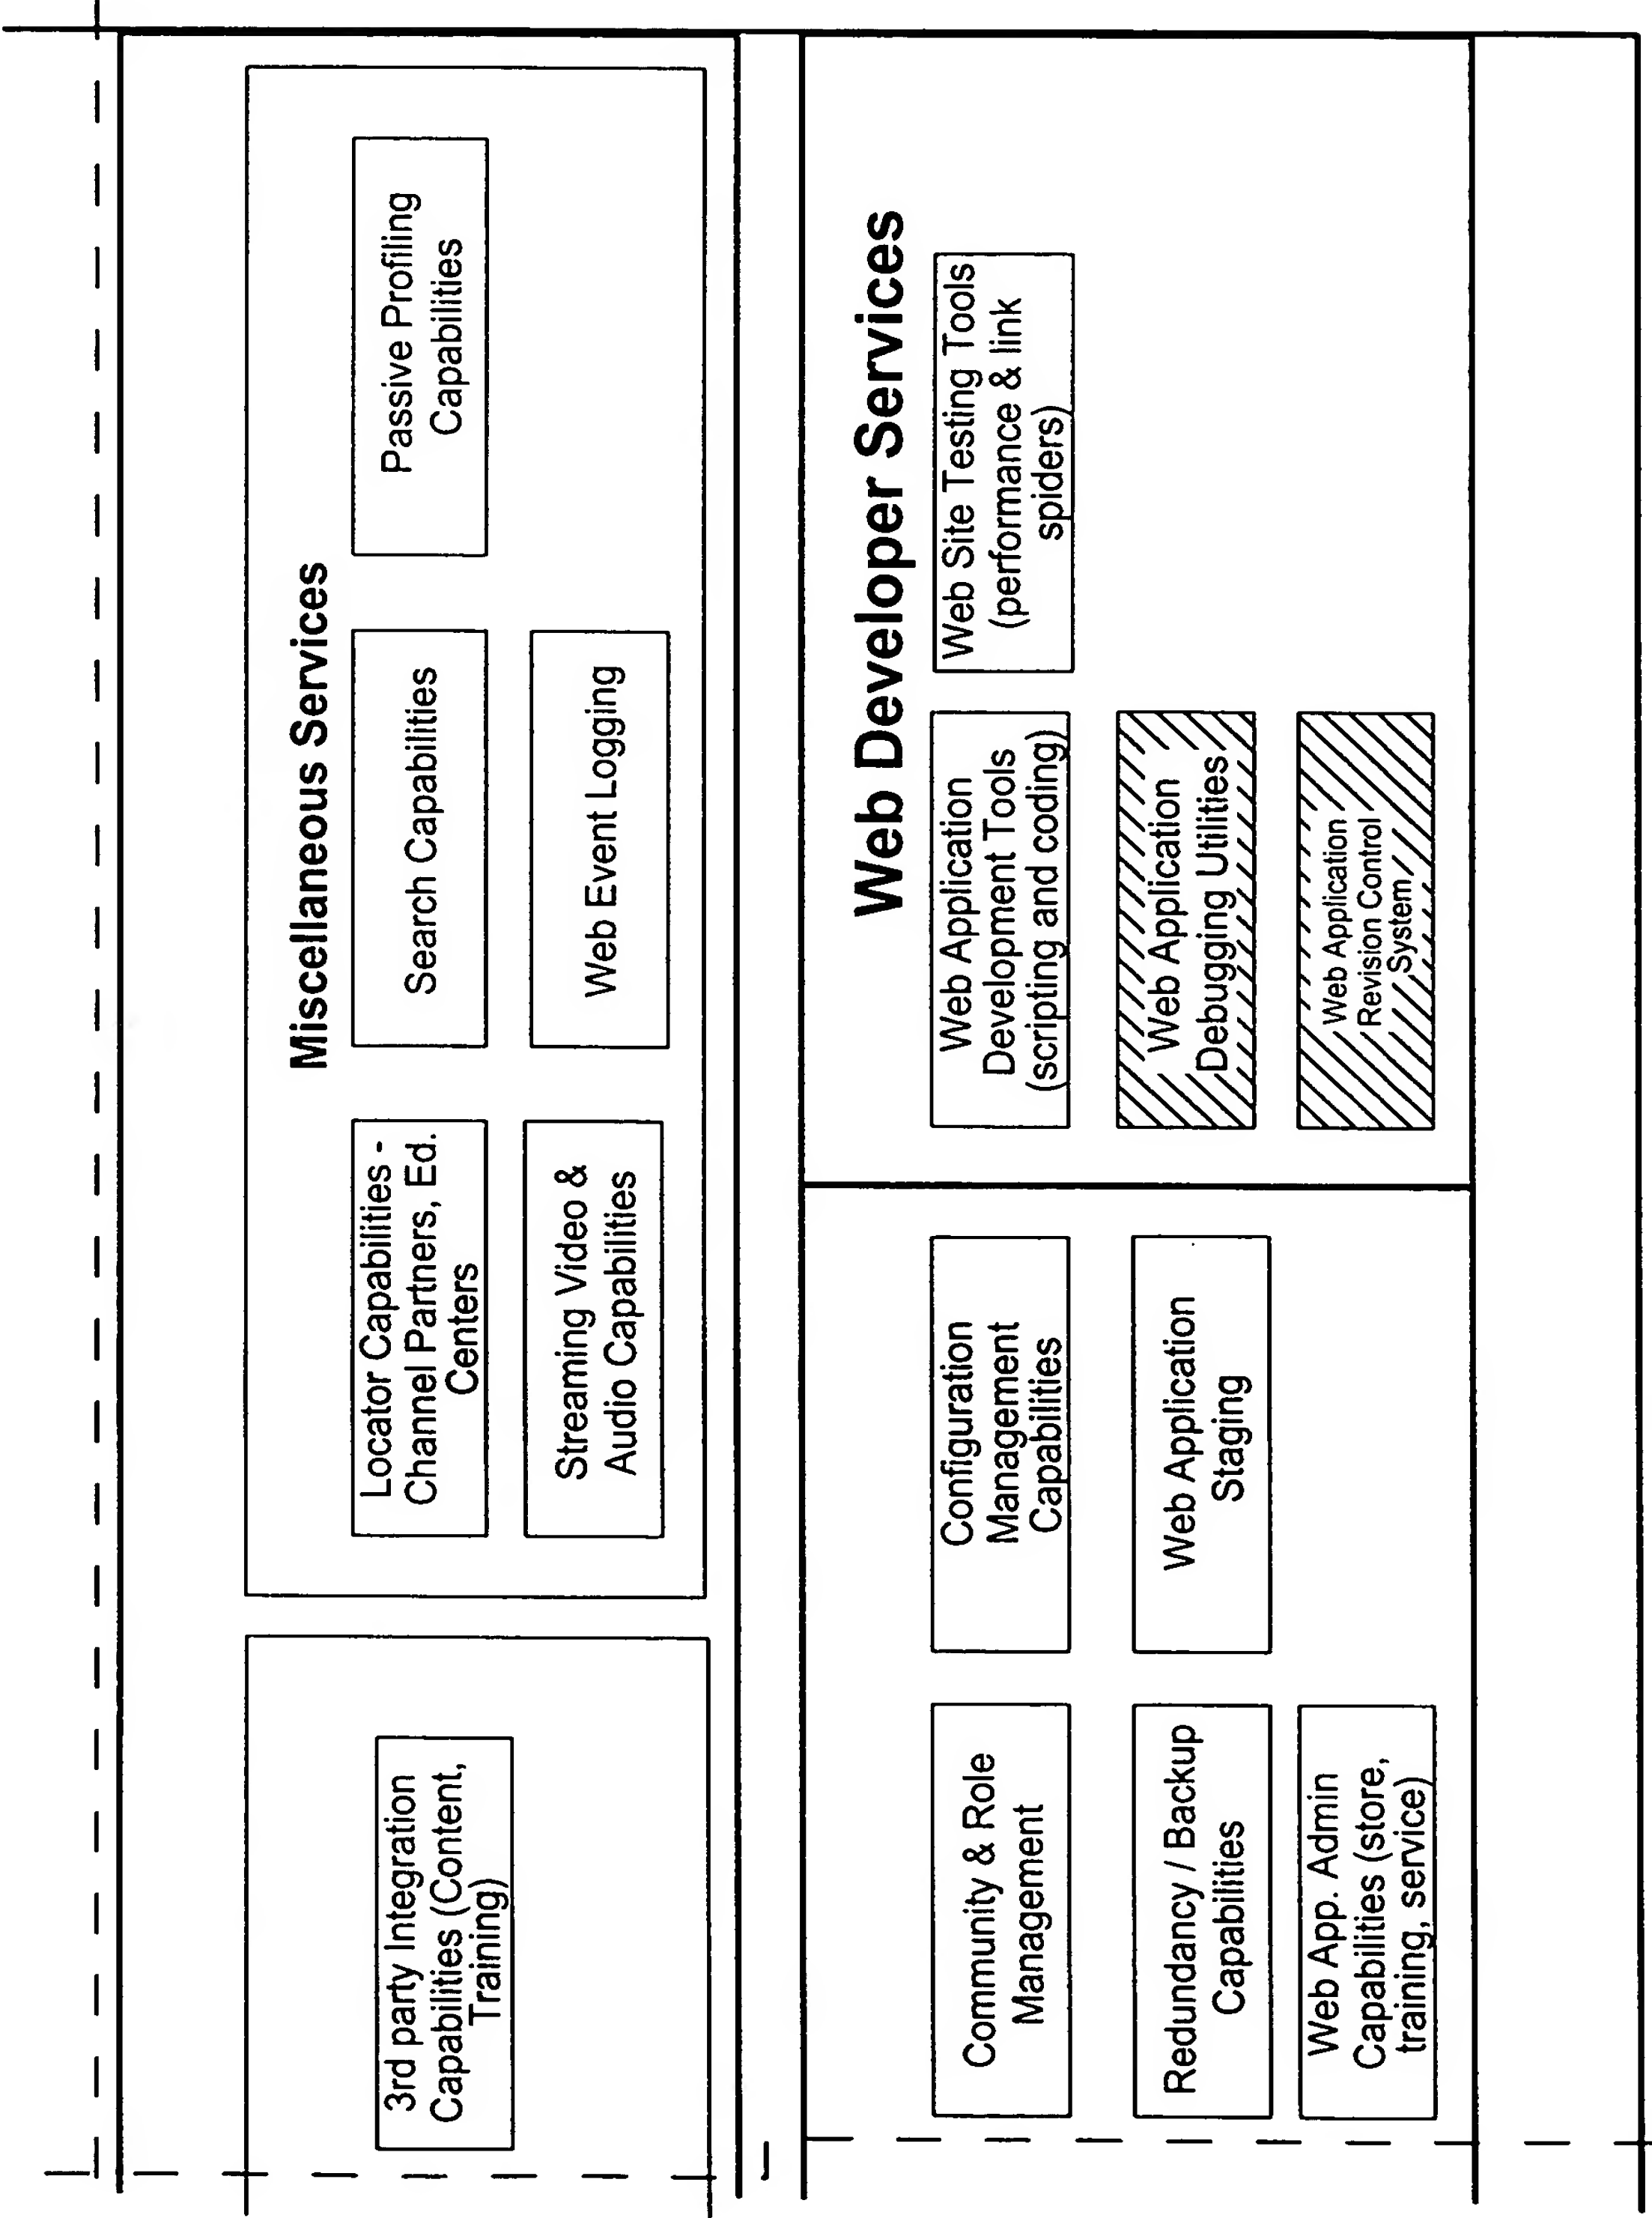 Miscellaneous Services
3rd party Integration
Capabilities (Content,
Training)
Locator Capabilities -
Channel Partners, Ed.
Centers
Search Capabilities
Passive Profiling
Capabilities
Streaming Video &
Audio Capabilities
Web Event Logging
Web Developer Services
Community & Role
Management
Configuration
Management
Capabilities
Redundancy / Backup
Capabilities
Web Application
Staging
Web App. Admin
Capabilities (store,
training, service)
Web Application
Development Tools
(scripting and coding)
Web Site Testing Tools
(performance & link
spiders)
Web Application
Debugging Utilities
Web Application
Revision Control
System